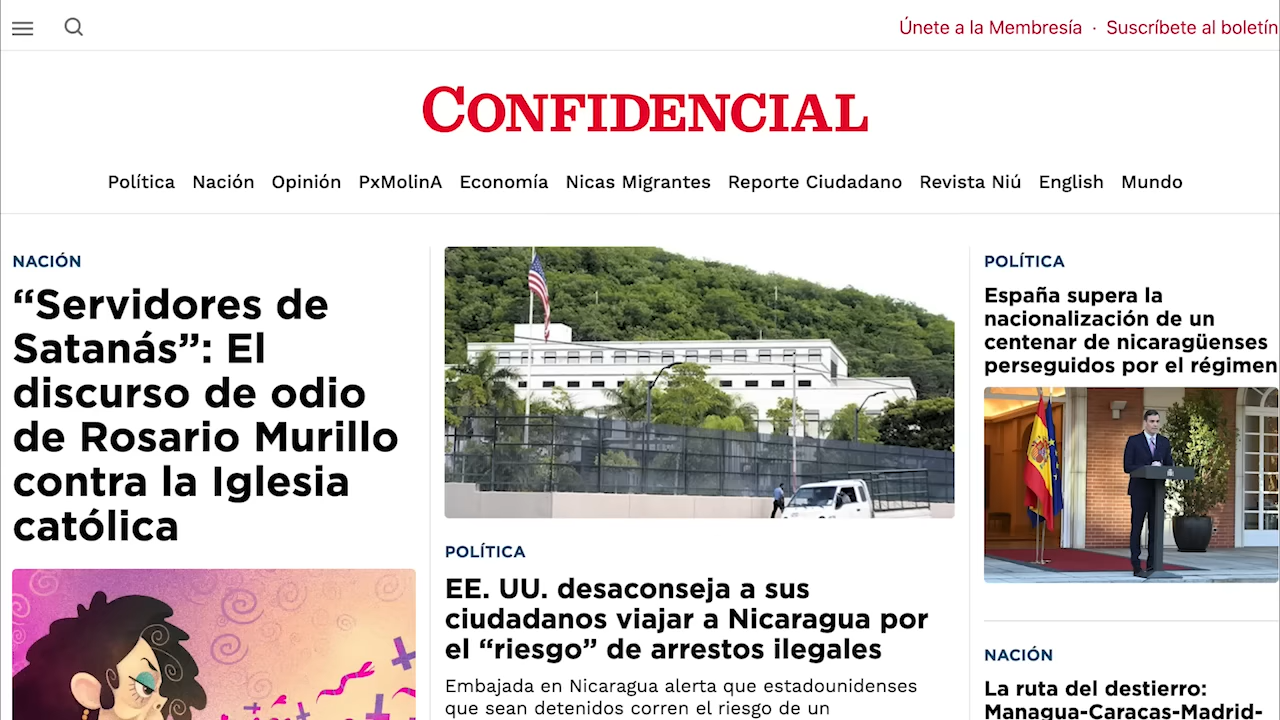 Únete a la Membresía · Suscríbete al boletín
CONFIDENCIAL
Política Nación Opinión PxMolinA Economía Nicas Migrantes Reporte Ciudadano Revista Niú English Mundo
NACIÓN
“Servidores de
Satanás”: El
discurso de odio
de Rosario Murillo
contra la Iglesia
católica
POLÍTICA
EE. UU. desaconseja a sus
ciudadanos viajar a Nicaragua por
el “riesgo” de arrestos ilegales
Embajada en Nicaragua alerta que estadounidenses
que sean detenidos corren el riesgo de un
POLÍTICA
España supera la
nacionalización de un
centenar de nicaragüenses
perseguidos por el régimen
NACIÓN
La ruta del destierro:
Managua-Caracas-Madrid-